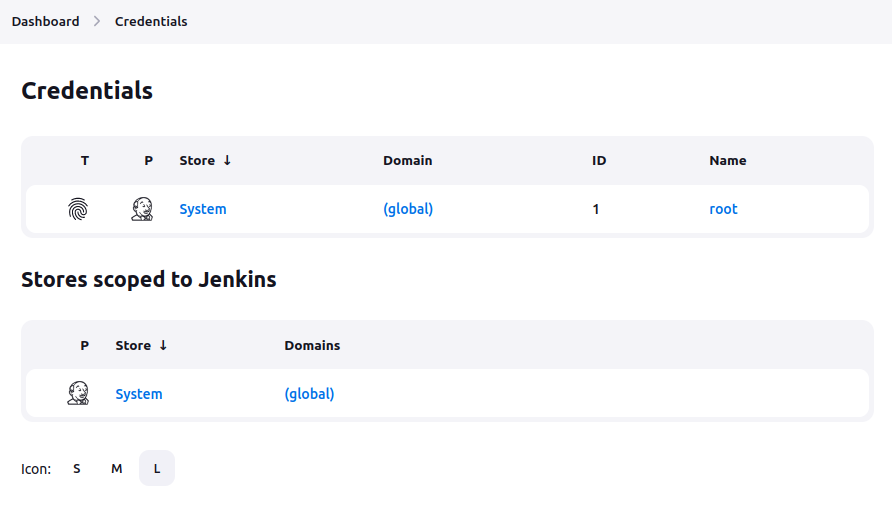 Dashboard > Credentials
Credentials
T P Store ↓ Domain ID Name
System (global) 1 root
Stores scoped to Jenkins
P Store ↓ Domains
System (global)
Icon: S M L